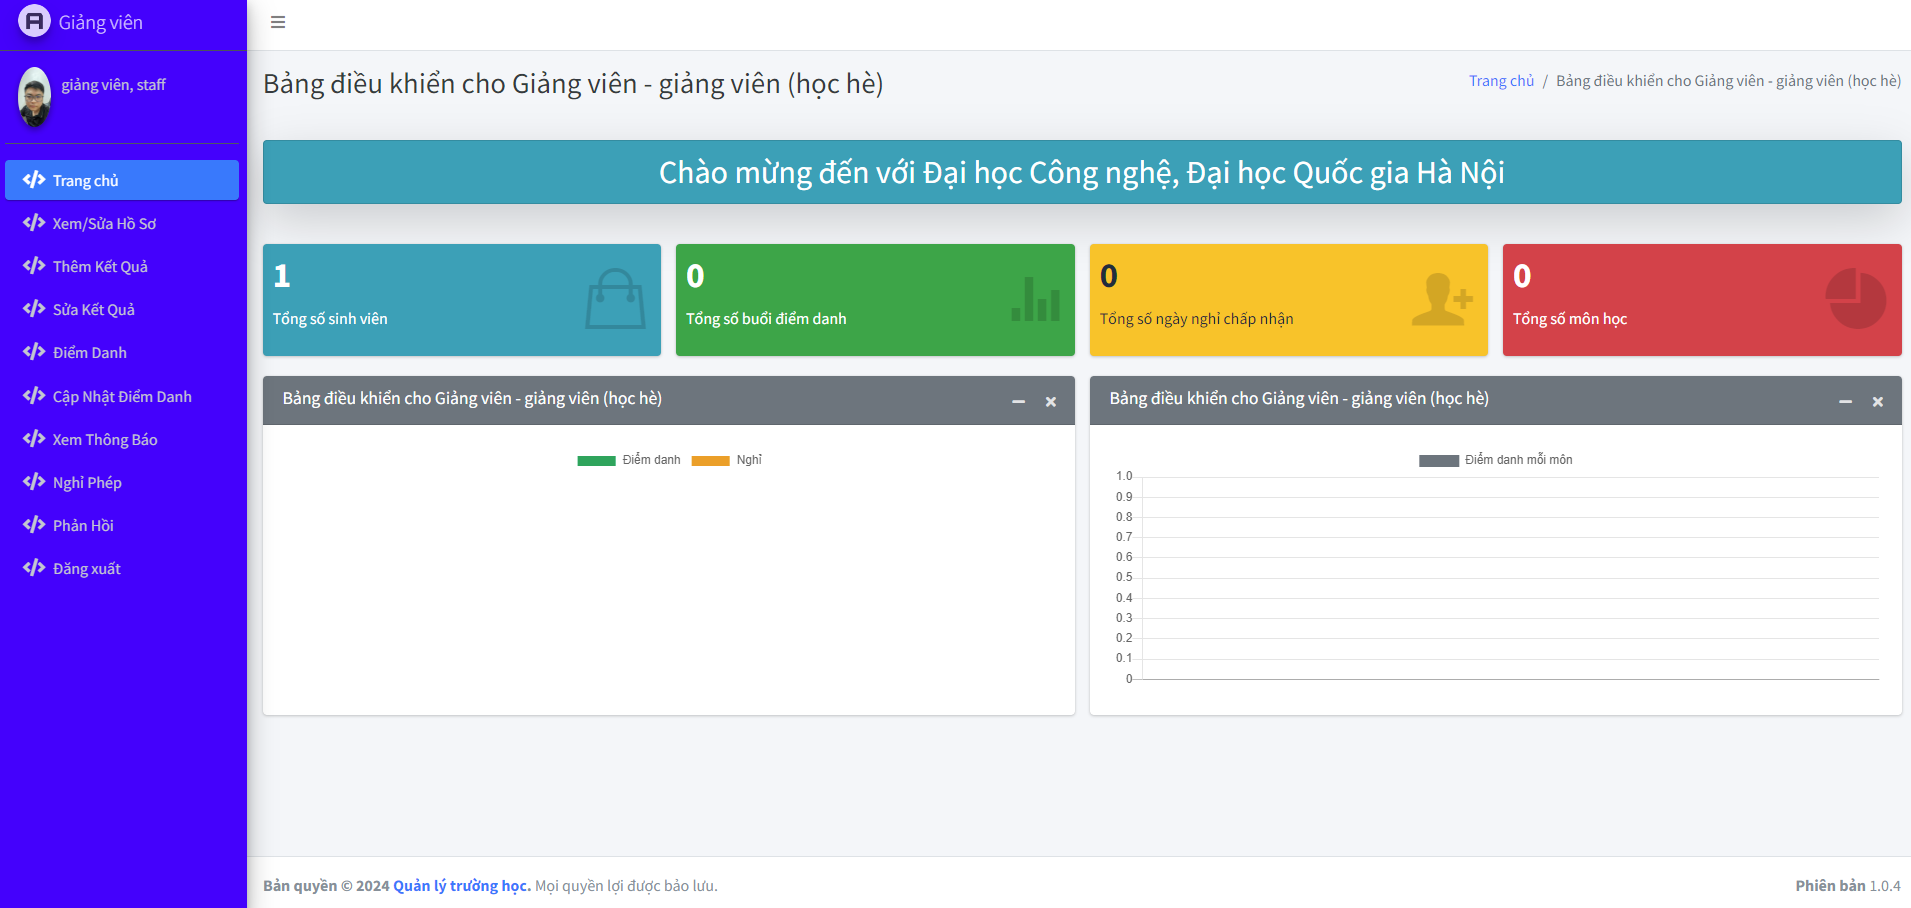 Giảng viên
giảng viên, staff
Trang chủ
Xem/Sửa Hồ Sơ
Thêm Kết Quả
Sửa Kết Quả
Điểm Danh
Cập Nhật Điểm Danh
Xem Thông Báo
Nghỉ Phép
Phản Hồi
Đăng xuất
Bảng điều khiển cho Giảng viên - giảng viên (học hè)
Trang chủ / Bảng điều khiển cho Giảng viên - giảng viên (học hè)
Chào mừng đến với Đại học Công nghệ, Đại học Quốc gia Hà Nội
1
Tổng số sinh viên
0
Tổng số buổi điểm danh
0
Tổng số ngày nghỉ chấp nhận
0
Tổng số môn học
Bảng điều khiển cho Giảng viên - giảng viên (học hè)
Điểm danh Nghỉ
Bảng điều khiển cho Giảng viên - giảng viên (học hè)
Điểm danh mỗi môn
1.0
0.9
0.8
0.7
0.6
0.5
0.4
0.3
0.2
0.1
0
Bản quyền © 2024 Quản lý trường học. Mọi quyền lợi được bảo lưu.
Phiên bản 1.0.4